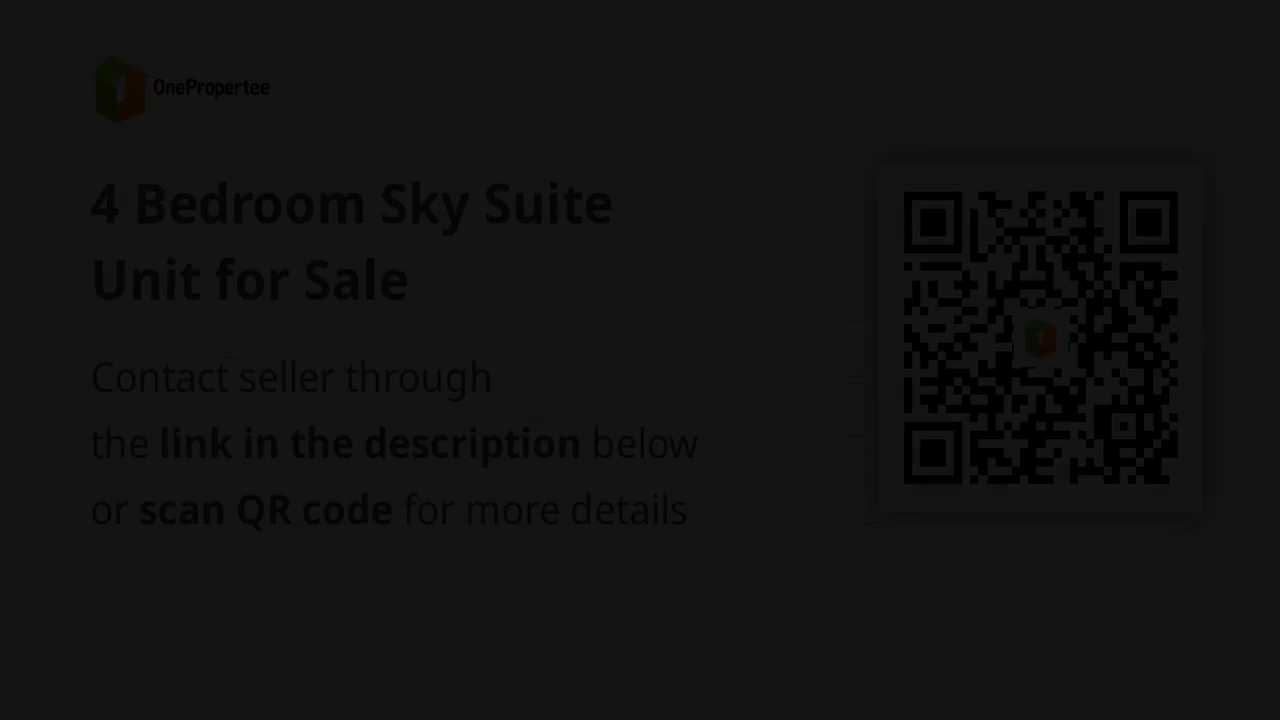 OnePropertee
4 Bedroom Sky Suite
Unit for Sale
Contact seller through
the link in the description below
or scan QR code for more details